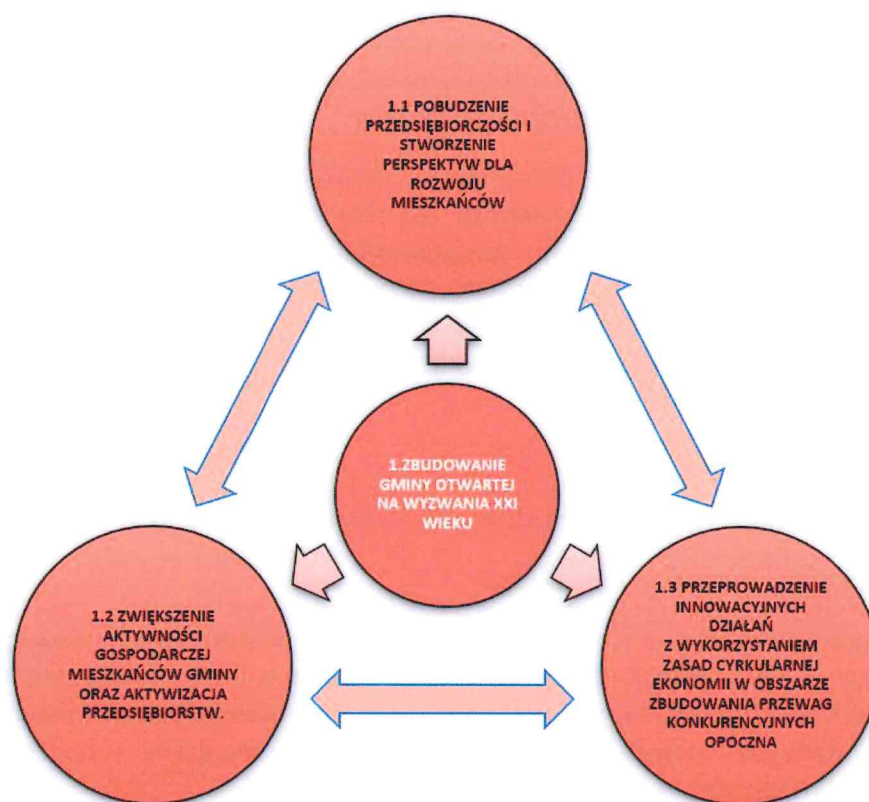 1.1 POBUDZENIE
PRZEDSIĘBIORCZOŚCI I
STWORZENIE
PERSPEKTYW DLA
ROZWOJU
MIESZKAŃCÓW
1.ZBUDOWANIE
GMINY OTWARTEJ
NA WYZWANIA XXI
WIEKU
1.2 ZWIĘKSZENIE
AKTYWNOŚCI
GOSPODARCZEJ
MIESZKAŃCÓW GMINY
ORAZ AKTYWIZACJA
PRZEDSIĘBIORSTW.
1.3 PRZEPROWADZENIE
INNOWACYJNYCH
DZIAŁAŃ
Z WYKORZYSTANIEM
ZASAD CYRKULARNEJ
EKONOMII W OBSZARZE
ZBUDOWANIA PRZEWAG
KONKURENCYJNYCH
OPOCZNA